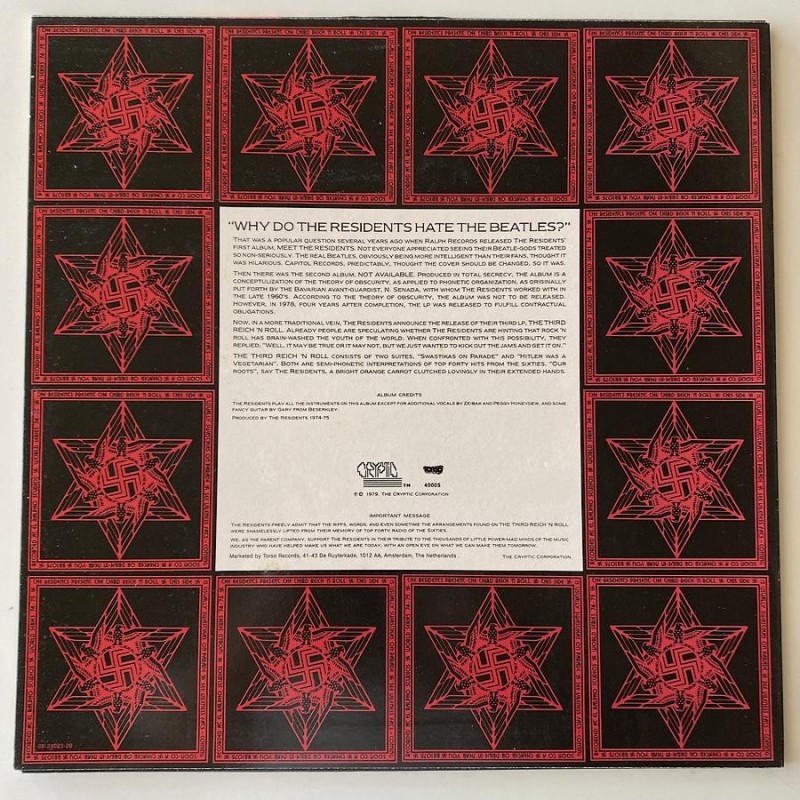 THE RESIDENTS PRESENT: THE THIRD REICH 'N ROLL
"WHY DO THE RESIDENTS HATE THE BEATLES?"
THAT WAS A POPULAR QUESTION SEVERAL YEARS AGO WHEN RALPH RECORDS RELEASED THE RESIDENTS'
FIRST ALBUM, MEET THE RESIDENTS. NOT EVERYONE APPRECIATED SEEING THEIR BEATLE-GODS TREATED
SO NON-SERIOUSLY. THE REAL BEATLES, OBVIOUSLY BEING MORE INTELLIGENT THAN THEIR FANS, THOUGHT IT
WAS HILARIOUS. CAPITOL RECORDS, PREDICTABLY, THOUGHT THE COVER SHOULD BE CHANGED, SO IT WAS.
THEN THERE WAS THE SECOND ALBUM, NOT AVAILABLE. PRODUCED IN TOTAL SECRECY, THE ALBUM IS A
CONCEPTULIZATION OF THE THEORY OF OBSCURITY, AS APPLIED TO PHONETIC ORGANIZATION, AS ORIGINALLY
PUT FORTH BY THE BAVARIAN AVANT-GUARDIST, N. SENADA, WITH WHOM THE RESIDENTS WORKED WITH IN
THE LATE 1960'S. ACCORDING TO THE THEORY OF OBSCURITY, THE ALBUM WAS NOT TO BE RELEASED.
HOWEVER, IN 1978, FOUR YEARS AFTER COMPLETION, THE LP WAS RELEASED TO FULFILL CONTRACTUAL
OBLIGATIONS.
NOW, IN A MORE TRADITIONAL VEIN, THE RESIDENTS ANNOUNCE THE RELEASE OF THEIR THIRD LP, THE THIRD
REICH 'N ROLL. ALREADY PEOPLE ARE SPECULATING WHETHER THE RESIDENTS ARE HINTING THAT ROCK 'N
ROLL HAS BRAIN-WASHED THE YOUTH OF THE WORLD. WHEN CONFRONTED WITH THIS POSSIBILITY, THEY
REPLIED, "WELL, IT MAY BE TRUE OR IT MAY NOT, BUT WE JUST WANTED TO KICK OUT THE JAMS AND GET IT ON."
THE THIRD REICH 'N ROLL CONSISTS OF TWO SUITES, "SWASTIKAS ON PARADE" AND "HITLER WAS A
VEGETARIAN". BOTH ARE SEMI-PHONETIC INTERPRETATIONS OF TOP FORTY HITS FROM THE SIXTIES. "OUR
ROOTS", SAY THE RESIDENTS, A BRIGHT ORANGE CARROT CLUTCHED LOVINGLY IN THEIR EXTENDED HANDS.
ALBUM CREDITS
THE RESIDENTS PLAY ALL THE INSTRUMENTS ON THIS ALBUM EXCEPT FOR ADDITIONAL VOCALS BY ZEIBAK AND PEGGY HONEYDEW, AND SOME
FANCY GUITAR BY GARY FROM BESERKLEY.
PRODUCED BY THE RESIDENTS 1974-75
CRYPTIC TM
TORSO
40005
℗ © 1979, THE CRYPTIC CORPORATION
IMPORTANT MESSAGE
THE RESIDENTS FREELY ADMIT THAT THE RIFFS, WORDS, AND EVEN SOMETIME THE ARRANGEMENTS FOUND ON THE THIRD REICH 'N ROLL
WERE SHAMELESSLY LIFTED FROM THEIR MEMORY OF TOP FORTY RADIO OF THE SIXTIES.
WE, AS THE PARENT COMPANY, SUPPORT THE RESIDENTS IN THEIR TRIBUTE TO THE THOUSANDS OF LITTLE POWER-MAD MINDS OF THE MUSIC
INDUSTRY WHO HAVE HELPED MAKE US WHAT WE ARE TODAY, WITH AN OPEN EYE ON WHAT WE CAN MAKE THEM TOMORROW.
Marketed by Torso Records, 41-43 De Ruyterkade, 1012 AA, Amsterdam, The Netherlands.
THE CRYPTIC CORPORATION